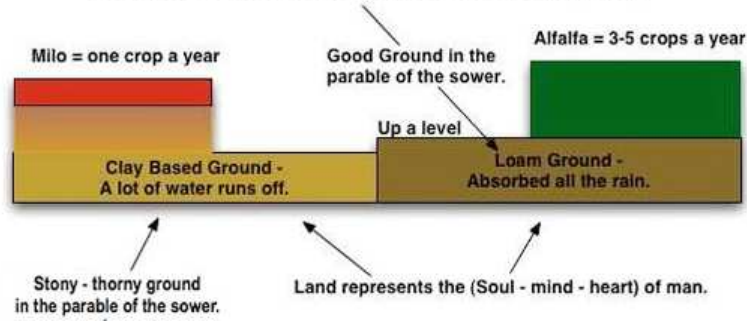 Milo = one crop a year
Good Ground in the
parable of the sower.
Alfalfa = 3-5 crops a year
Up a level
Clay Based Ground -
A lot of water runs off.
Loam Ground -
Absorbed all the rain.
Stony - thorny ground
in the parable of the sower.
Land represents the (Soul - mind - heart) of man.